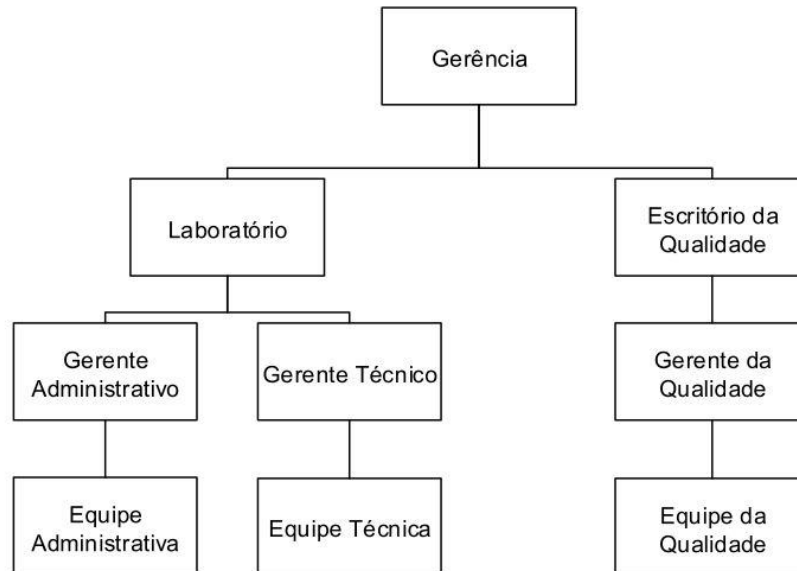 Gerência
Laboratório
Escritório da
Qualidade
Gerente
Administrativo
Gerente Técnico
Gerente da
Qualidade
Equipe
Administrativa
Equipe Técnica
Equipe da
Qualidade